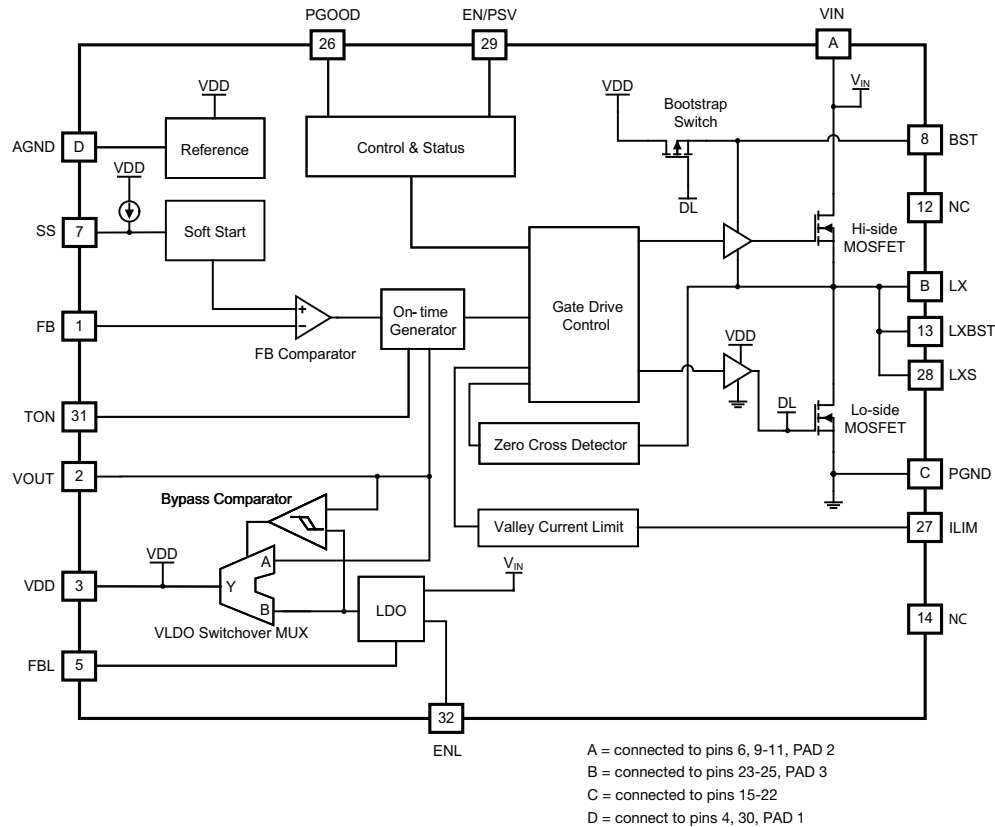 PGOOD
EN/PSV
VIN
26
29
A
VDD
VDD
Bootstrap
Switch
VIN
AGND
D
Reference
Control & Status
8
BST
VDD
DL
SS
7
Soft Start
12
NC
Hi-side
MOSFET
+
–
FB
1
FB Comparator
On-time
Generator
Gate Drive
Control
B
LX
13
LXBST
VDD
28
LXS
TON
31
DL
Lo-side
MOSFET
Zero Cross Detector
VOUT
2
C
PGND
Bypass Comparator
Valley Current Limit
27
ILIM
VDD
A
VIN
VDD
3
Y
B
LDO
14
NC
VLDO Switchover MUX
FBL
5
32
ENL
A = connected to pins 6, 9-11, PAD 2
B = connected to pins 23-25, PAD 3
C = connected to pins 15-22
D = connect to pins 4, 30, PAD 1